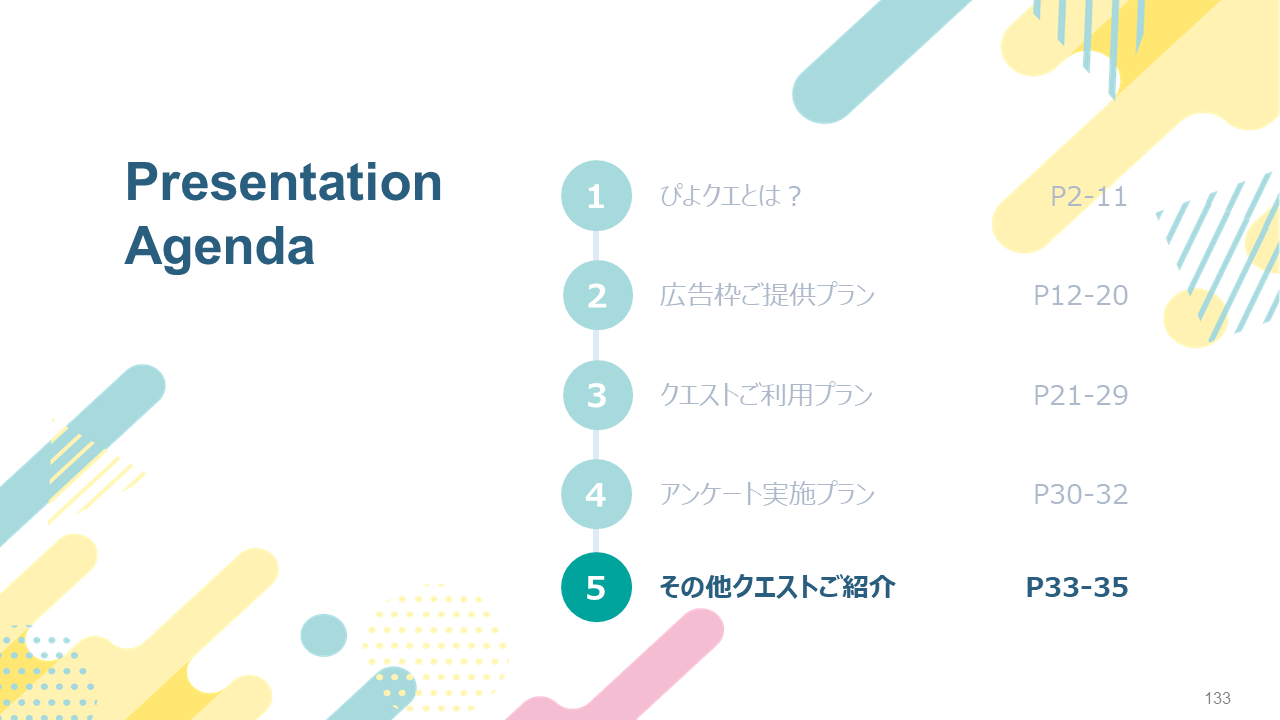 Presentation
Agenda
1 ぴよクエとは？ P2-11
2 広告枠ご提供プラン P12-20
3 クエストご利用プラン P21-29
4 アンケート実施プラン P30-32
5 その他クエストご紹介 P33-35
133